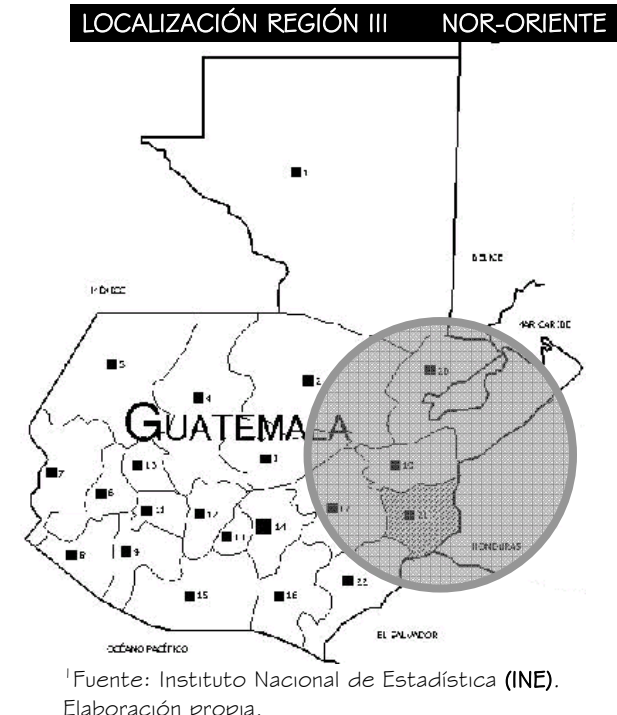 LOCALIZACIÓN REGIÓN III NOR-ORIENTE
1
BELICE
MÉXICO
MAR CARIBE
5
20
2
4
GUATEMALA
3
10
19
7
6
17
11
12
21
14
13
HONDURAS
8
9
22
15
16
EL SALVADOR
OCÉANO PACÍFICO
¹Fuente: Instituto Nacional de Estadística (INE).
Elaboración propia.